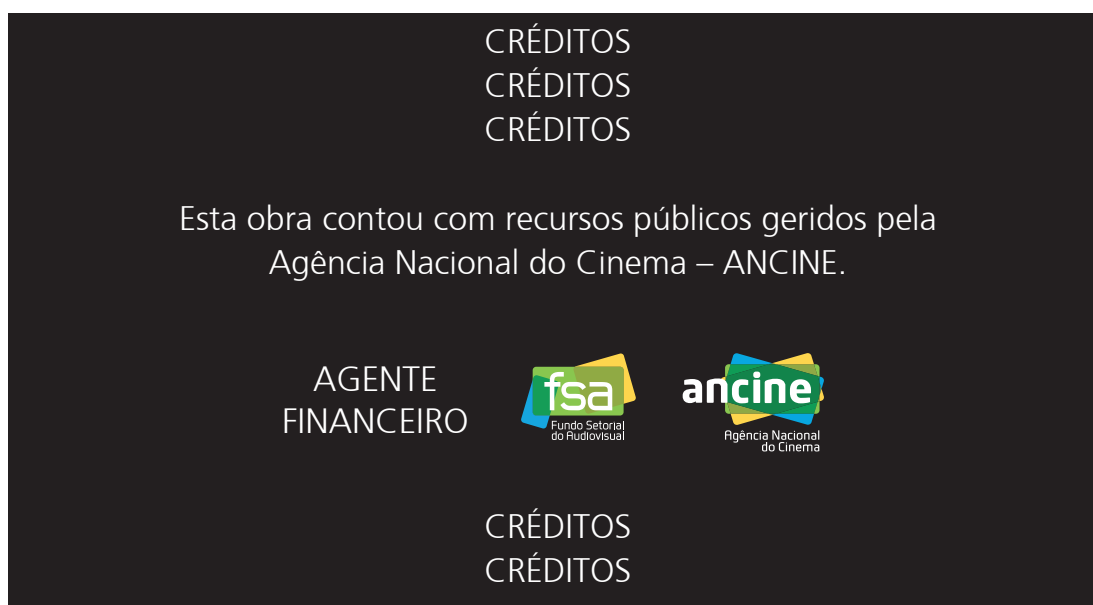 CRÉDITOS
CRÉDITOS
CRÉDITOS
Esta obra contou com recursos públicos geridos pela
Agência Nacional do Cinema – ANCINE.
AGENTE
FINANCEIRO
fsa
Fundo Setorial
do Audiovisual
ancine
Agência Nacional
do Cinema
CRÉDITOS
CRÉDITOS